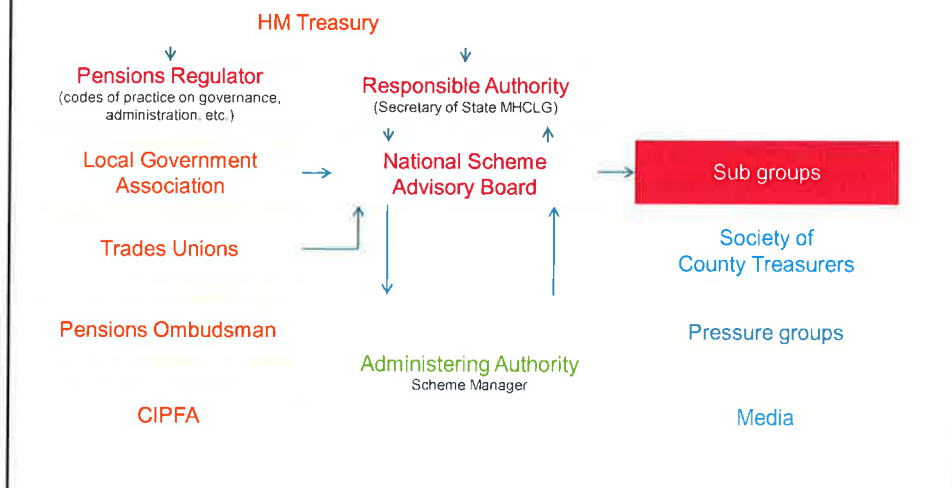 HM Treasury
Pensions Regulator
(codes of practice on governance,
administration, etc.)
Responsible Authority
(Secretary of State MHCLG)
Local Government
Association
National Scheme
Advisory Board
Sub groups
Trades Unions
Society of
County Treasurers
Pensions Ombudsman
Pressure groups
Administering Authority
Scheme Manager
CIPFA
Media